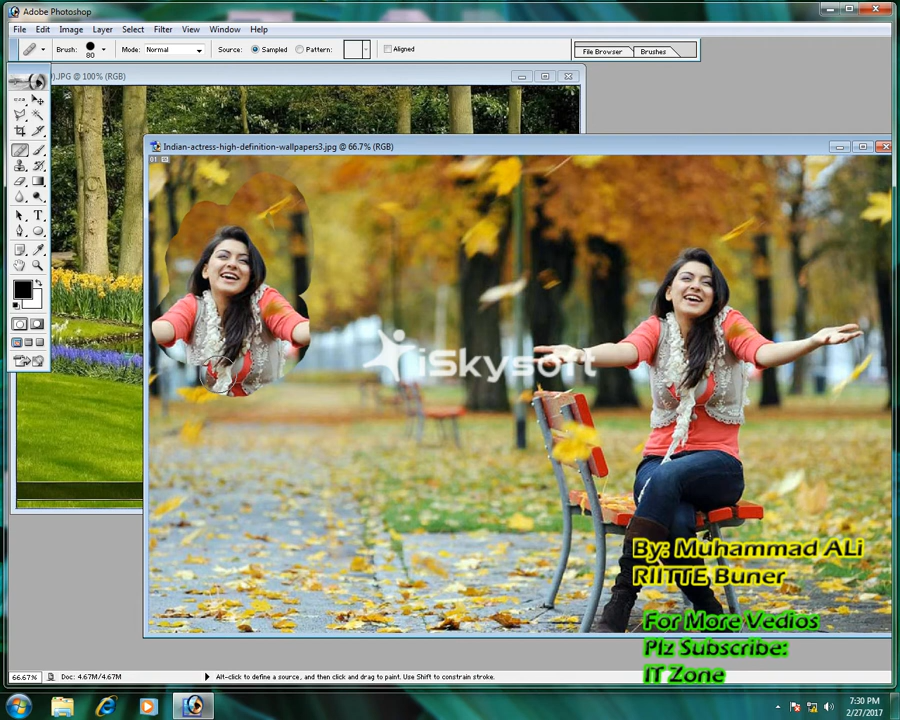 Adobe Photoshop
File Edit Image Layer Select Filter View Window Help
Brush: 80 Mode: Normal Source: Sampled Pattern: Aligned File Browser Brushes
).JPG @ 100% (RGB)
Indian-actress-high-definition-wallpapers3.jpg @ 66.7% (RGB)
01
T
iskysoft
By: Muhammad ALi
RIITTE Buner
For More Vedios
Plz Subscribe:
IT Zone
66.67% Doc: 4.67M/4.67M Alt-click to define a source, and then click and drag to paint. Use Shift to constrain stroke.
7:30 PM
2/27/2017